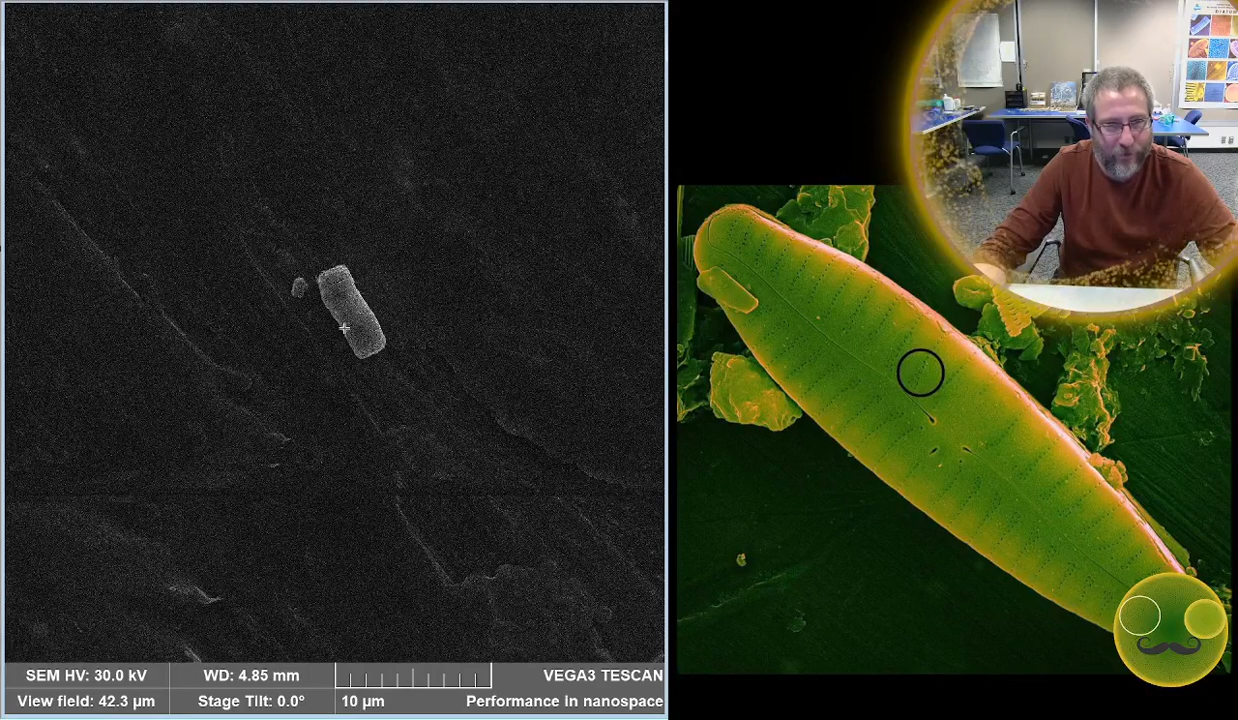 SEM HV: 30.0 kV WD: 4.85 mm VEGA3 TESCAN
View field: 42.3 µm Stage Tilt: 0.0° 10 µm Performance in nanospace